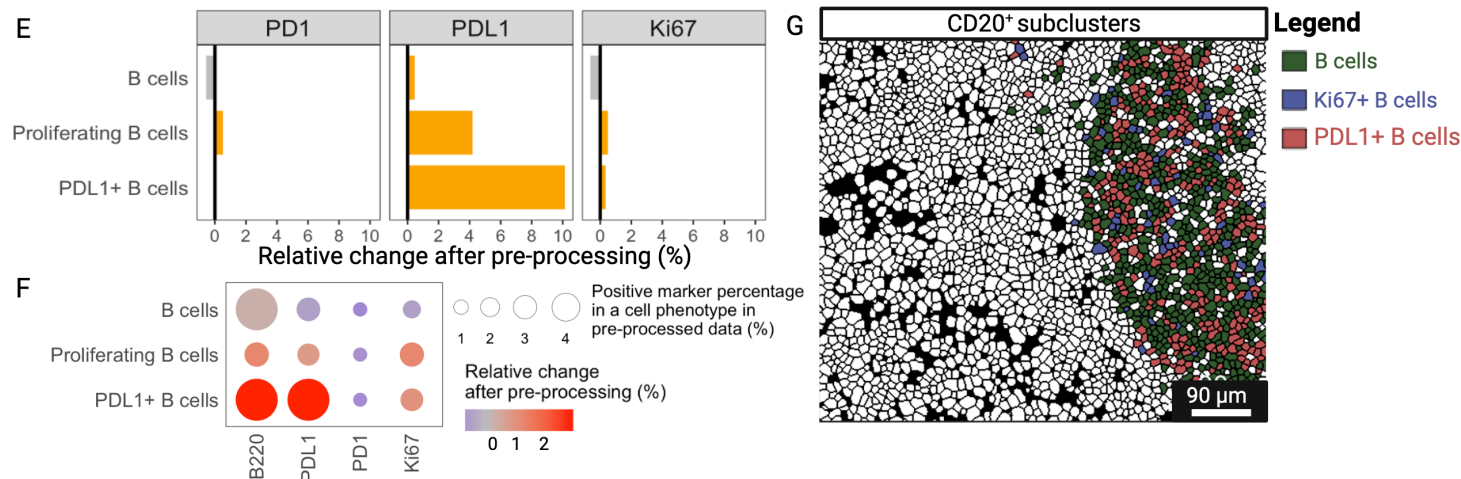 E
PD1
PDL1
Ki67
B cells
Proliferating B cells
PDL1+ B cells
0 2 4 6 8 10
0 2 4 6 8 10
0 2 4 6 8 10
Relative change after pre-processing (%)
F
B cells
Proliferating B cells
PDL1+ B cells
B220
PDL1
PD1
Ki67
1 2 3 4
Positive marker percentage
in a cell phenotype in
pre-processed data (%)
Relative change
after pre-processing (%)
0 1 2
G
CD20⁺ subclusters
90 µm
Legend
B cells
Ki67+ B cells
PDL1+ B cells